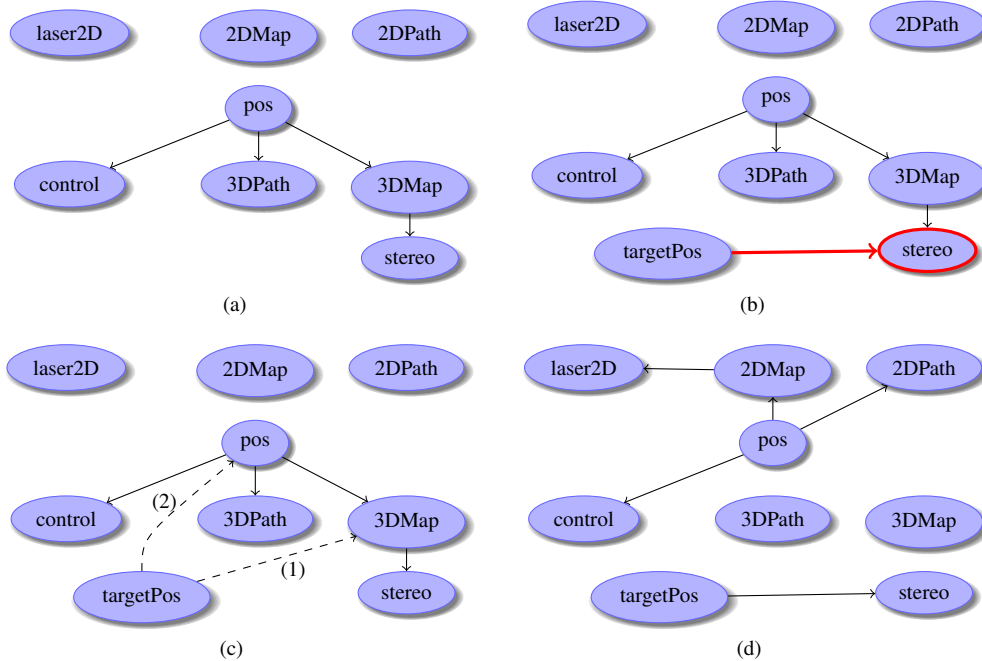 laser2D
2DMap
2DPath
pos
control
3DPath
3DMap
stereo
(a)
laser2D
2DMap
2DPath
pos
control
3DPath
3DMap
targetPos
stereo
(b)
laser2D
2DMap
2DPath
pos
(2)
control
3DPath
3DMap
(1)
targetPos
stereo
(c)
laser2D
2DMap
2DPath
pos
control
3DPath
3DMap
targetPos
stereo
(d)